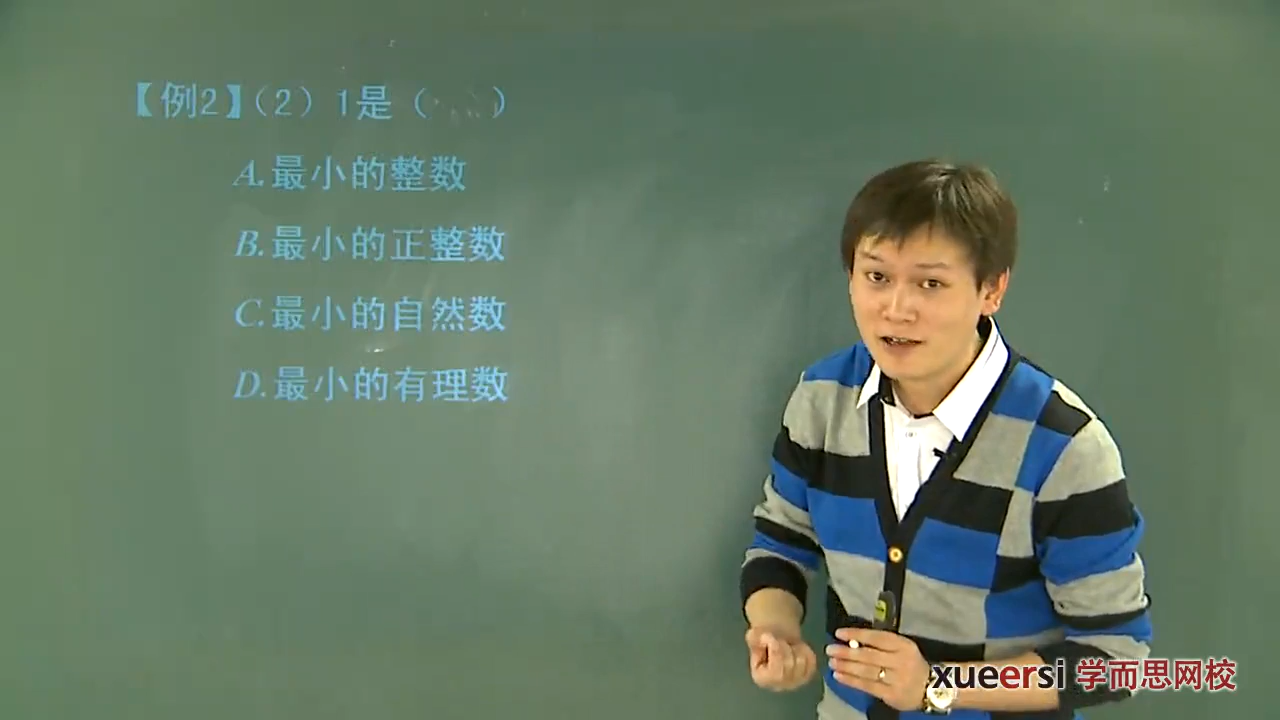 【例2】（2）1是（ ）
A.最小的整数
B.最小的正整数
C.最小的自然数
D.最小的有理数
xueersi 学而思网校